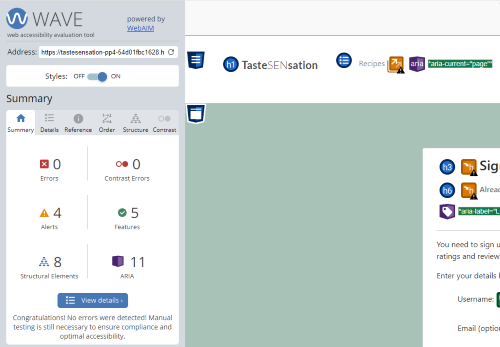 WAVE
web accessibility evaluation tool
powered by
WebAIM
Address: https://tastesensation-pp4-64d01fbc1628.h
Styles: OFF ON
Summary
Summary Details Reference Order Structure Contrast
0 0
Errors Contrast Errors
4 5
Alerts Features
8 11
Structural Elements ARIA
View details ›
Congratulations! No errors were detected! Manual
testing is still necessary to ensure compliance and
optimal accessibility.
h1 TasteSENsation Recipes aria *aria-current="page"*
h3 Sig
h6 Alrea
*aria-label="L
You need to sign u
ratings and review
Enter your details
Username:
Email (optio